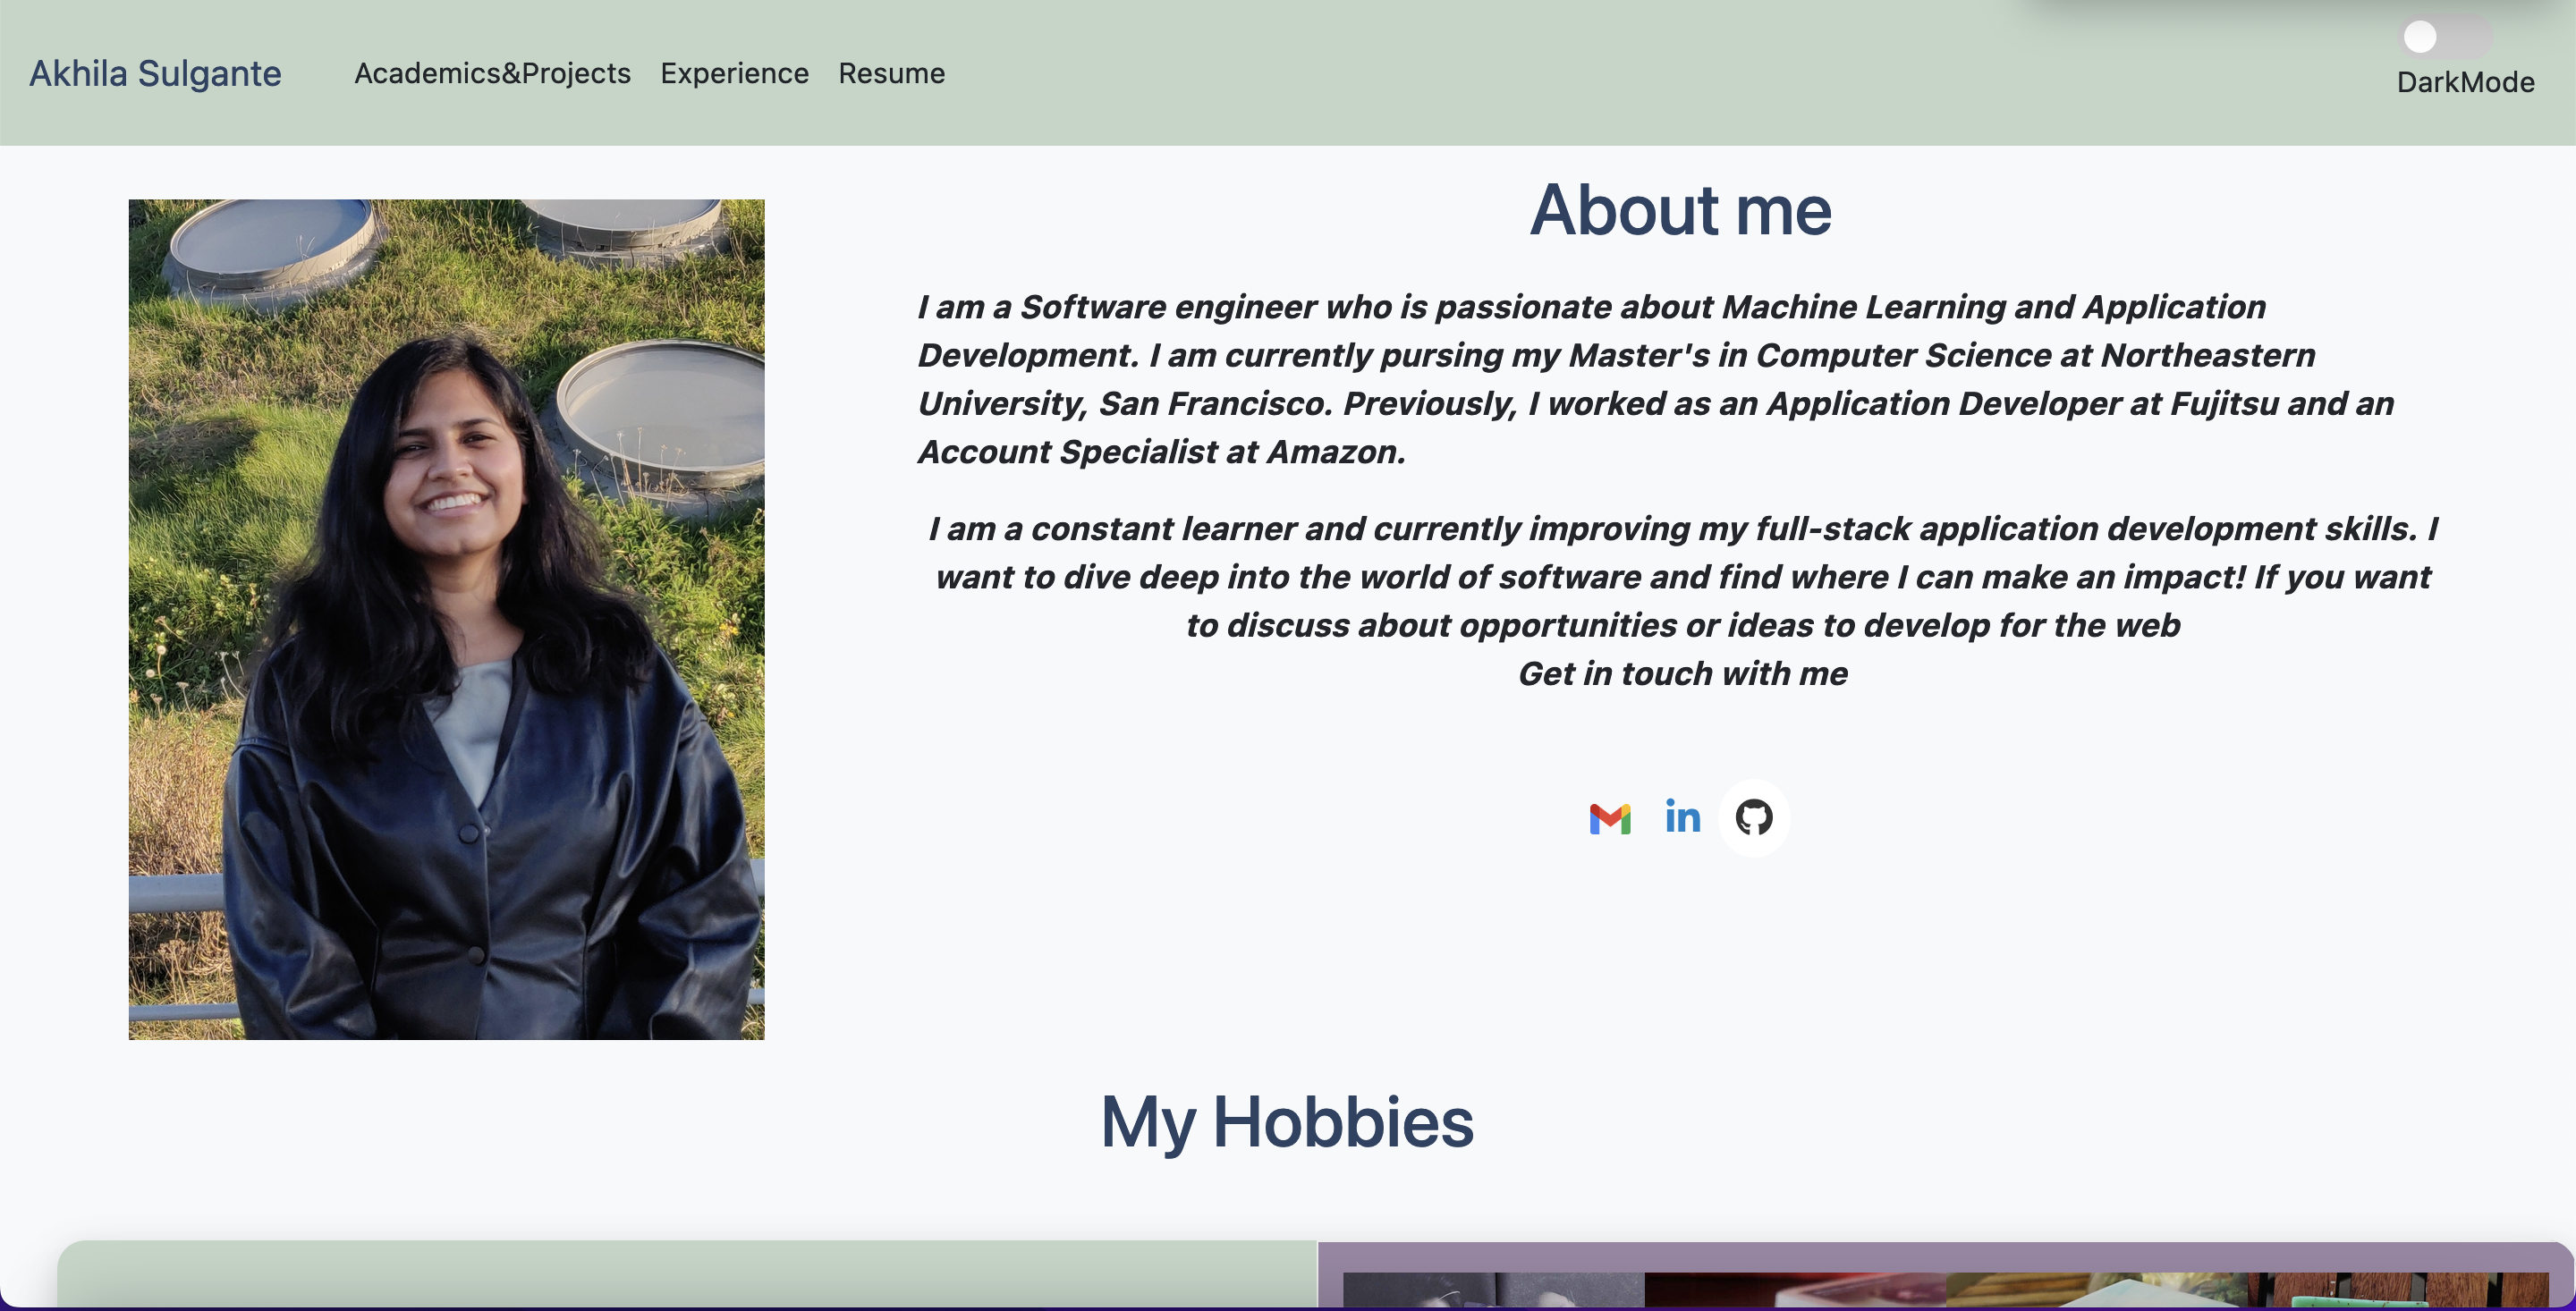 Akhila Sulgante
Academics&Projects
Experience
Resume
DarkMode
About me
I am a Software engineer who is passionate about Machine Learning and Application
Development. I am currently pursing my Master's in Computer Science at Northeastern
University, San Francisco. Previously, I worked as an Application Developer at Fujitsu and an
Account Specialist at Amazon.
I am a constant learner and currently improving my full-stack application development skills. I
want to dive deep into the world of software and find where I can make an impact! If you want
to discuss about opportunities or ideas to develop for the web
Get in touch with me
in
My Hobbies